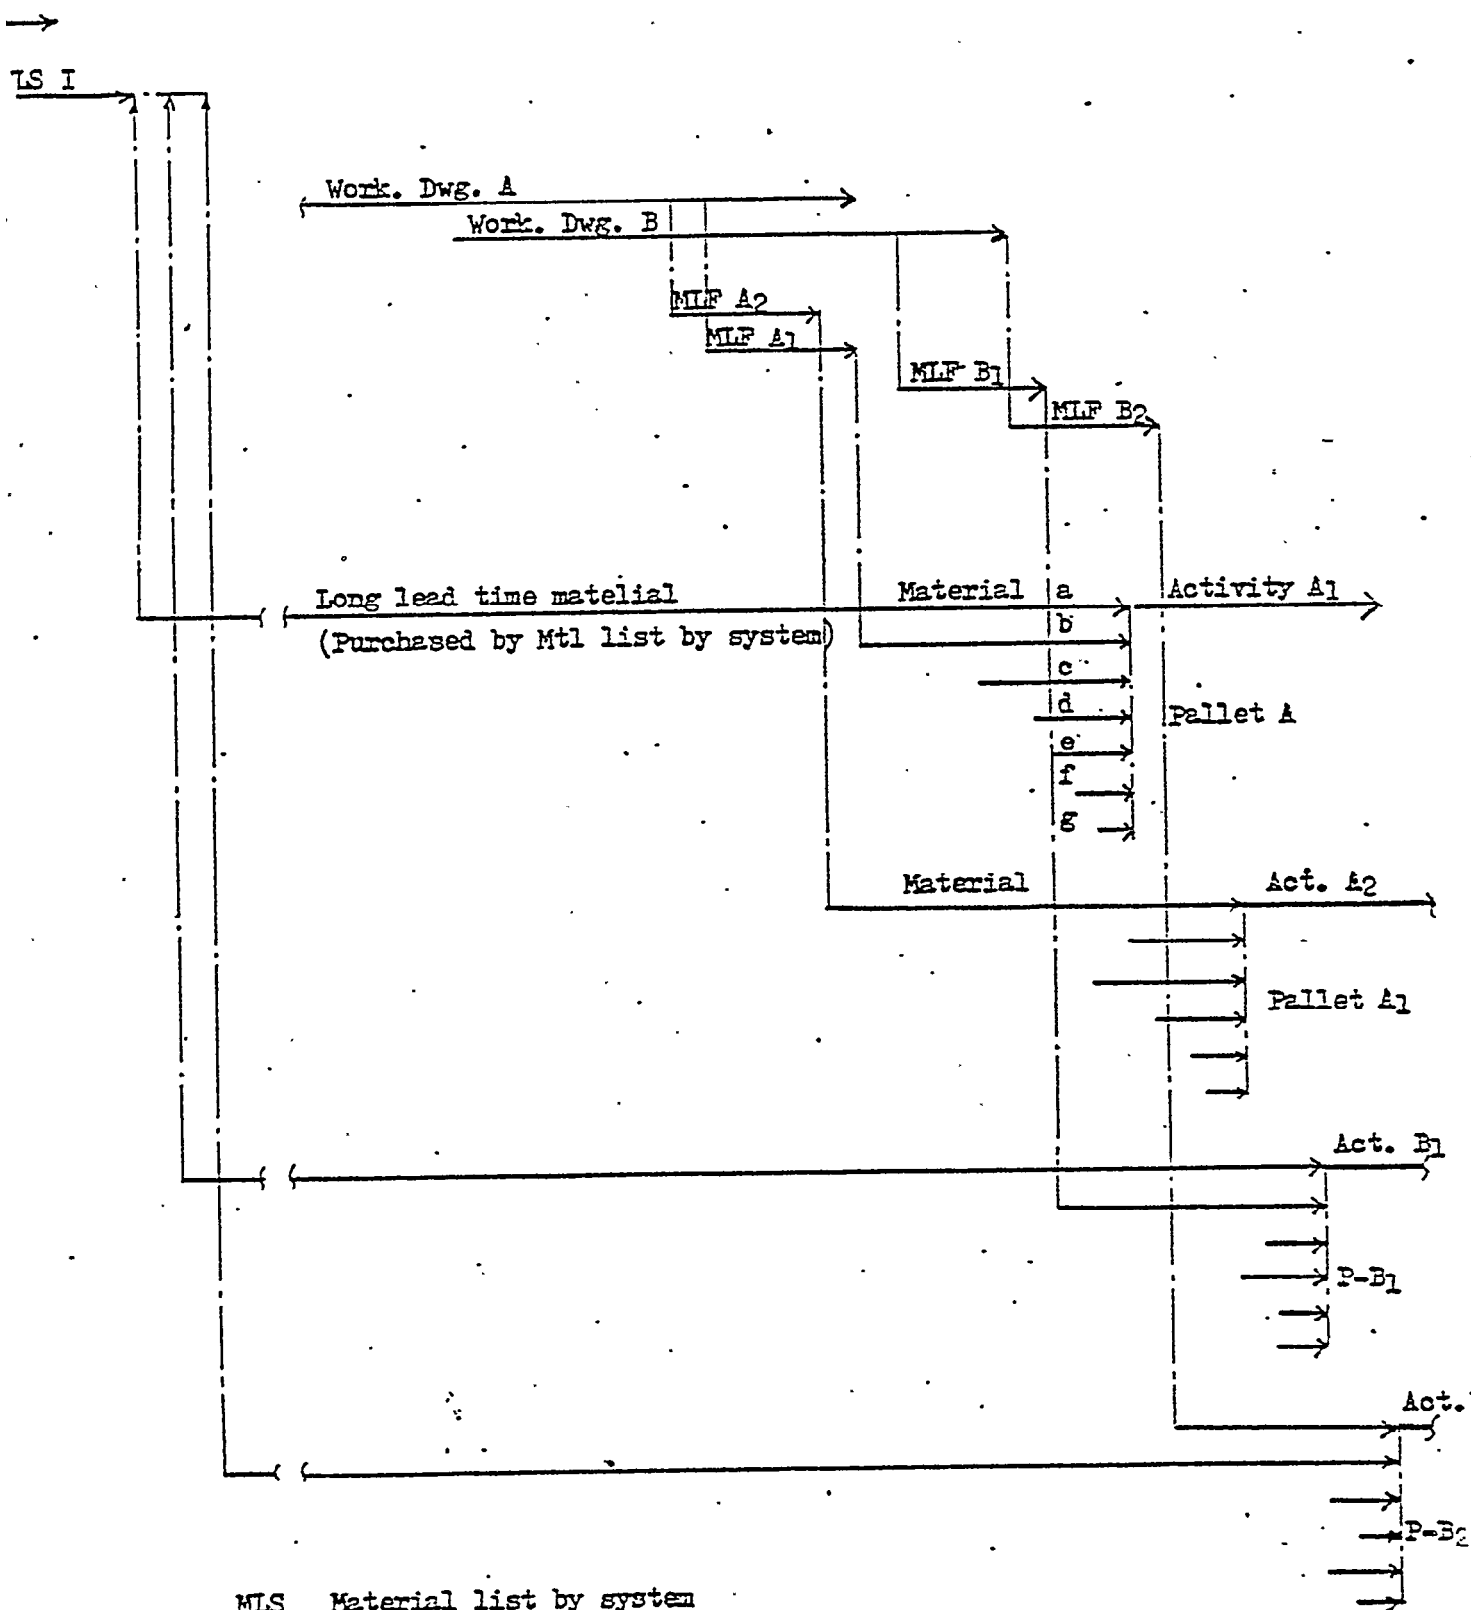 LS I
Work. Dwg. A
Work. Dwg. B
MLF A2
MLF A1
MLF B1
MLF B2
Long lead time matelial
(Purchased by Mtl list by system)
Material a
Activity A1
b
c
d
Pallet A
e
f
g
Material
Act. A2
Pallet A1
Act. B1
P-B1
Act.
P-B2
MLS Material list by system